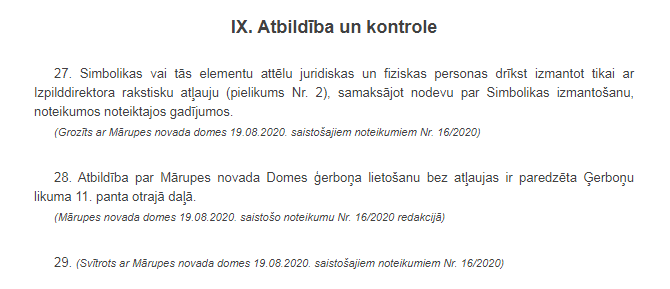 IX. Atbildība un kontrole
27. Simbolikas vai tās elementu attēlu juridiskas un fiziskas personas drīkst izmantot tikai ar
Izpilddirektora rakstisku atļauju (pielikums Nr. 2), samaksājot nodevu par Simbolikas izmantošanu,
noteikumos noteiktajos gadījumos.
(Grozīts ar Mārupes novada domes 19.08.2020. saistošajiem noteikumiem Nr. 16/2020)
28. Atbildība par Mārupes novada Domes ģerboņa lietošanu bez atļaujas ir paredzēta Ģerboņu
likuma 11. panta otrajā daļā.
(Mārupes novada domes 19.08.2020. saistošo noteikumu Nr. 16/2020 redakcijā)
29. (Svītrots ar Mārupes novada domes 19.08.2020. saistošajiem noteikumiem Nr. 16/2020)